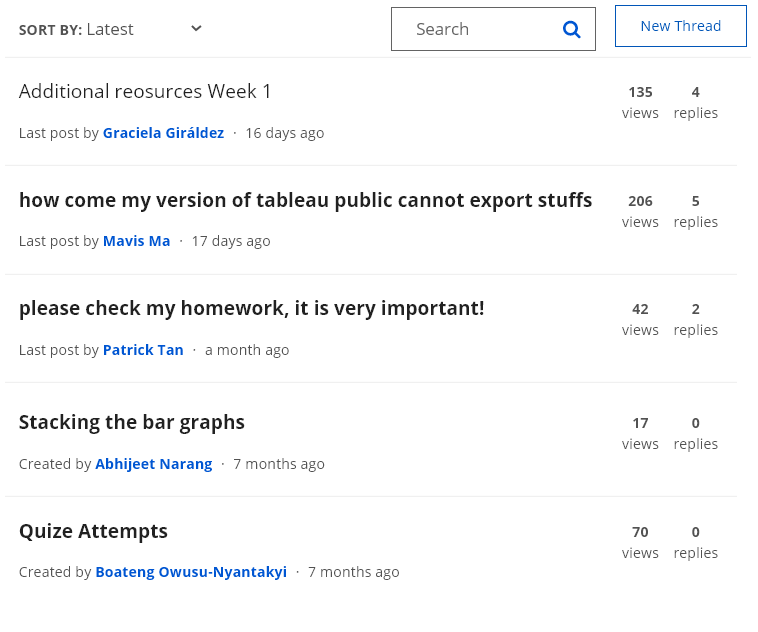 SORT BY: Latest
Search
New Thread
Additional reosurces Week 1
135 views
4 replies
Last post by Graciela Giráldez · 16 days ago
how come my version of tableau public cannot export stuffs
206 views
5 replies
Last post by Mavis Ma · 17 days ago
please check my homework, it is very important!
42 views
2 replies
Last post by Patrick Tan · a month ago
Stacking the bar graphs
17 views
0 replies
Created by Abhijeet Narang · 7 months ago
Quize Attempts
70 views
0 replies
Created by Boateng Owusu-Nyantakyi · 7 months ago